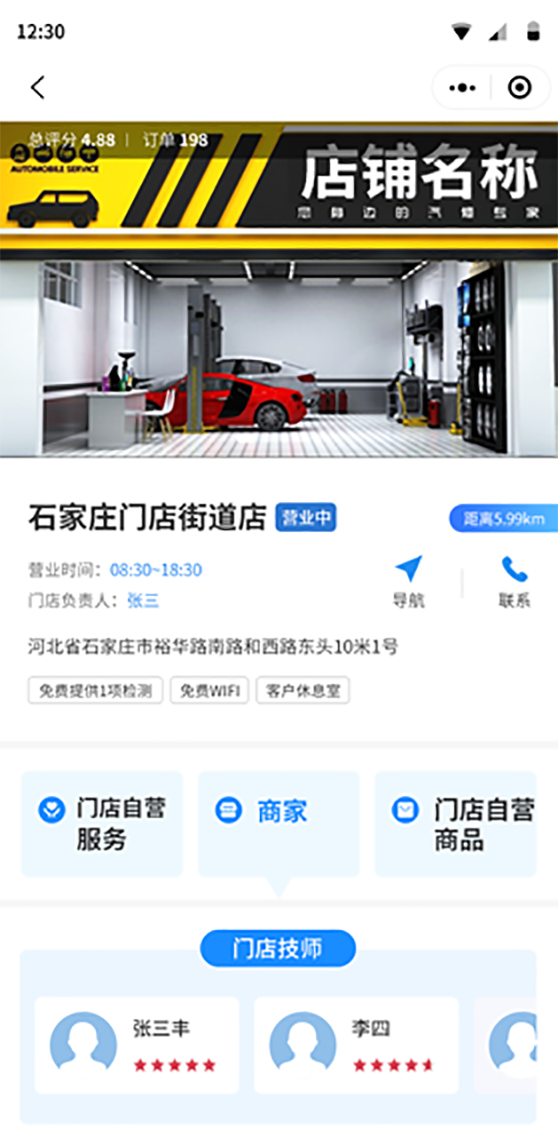 12:30
总评分 4.88 | 订单 198
AUTOMOBILE SERVICE
店铺名称
您身边的汽修专家
石家庄门店街道店 营业中
距离5.99km
营业时间：08:30~18:30
门店负责人：张三
导航
联系
河北省石家庄市裕华路南路和西路东头10米1号
免费提供1项检测 免费WIFI 客户休息室
门店自营
服务
商家
门店自营
商品
门店技师
张三丰
李四